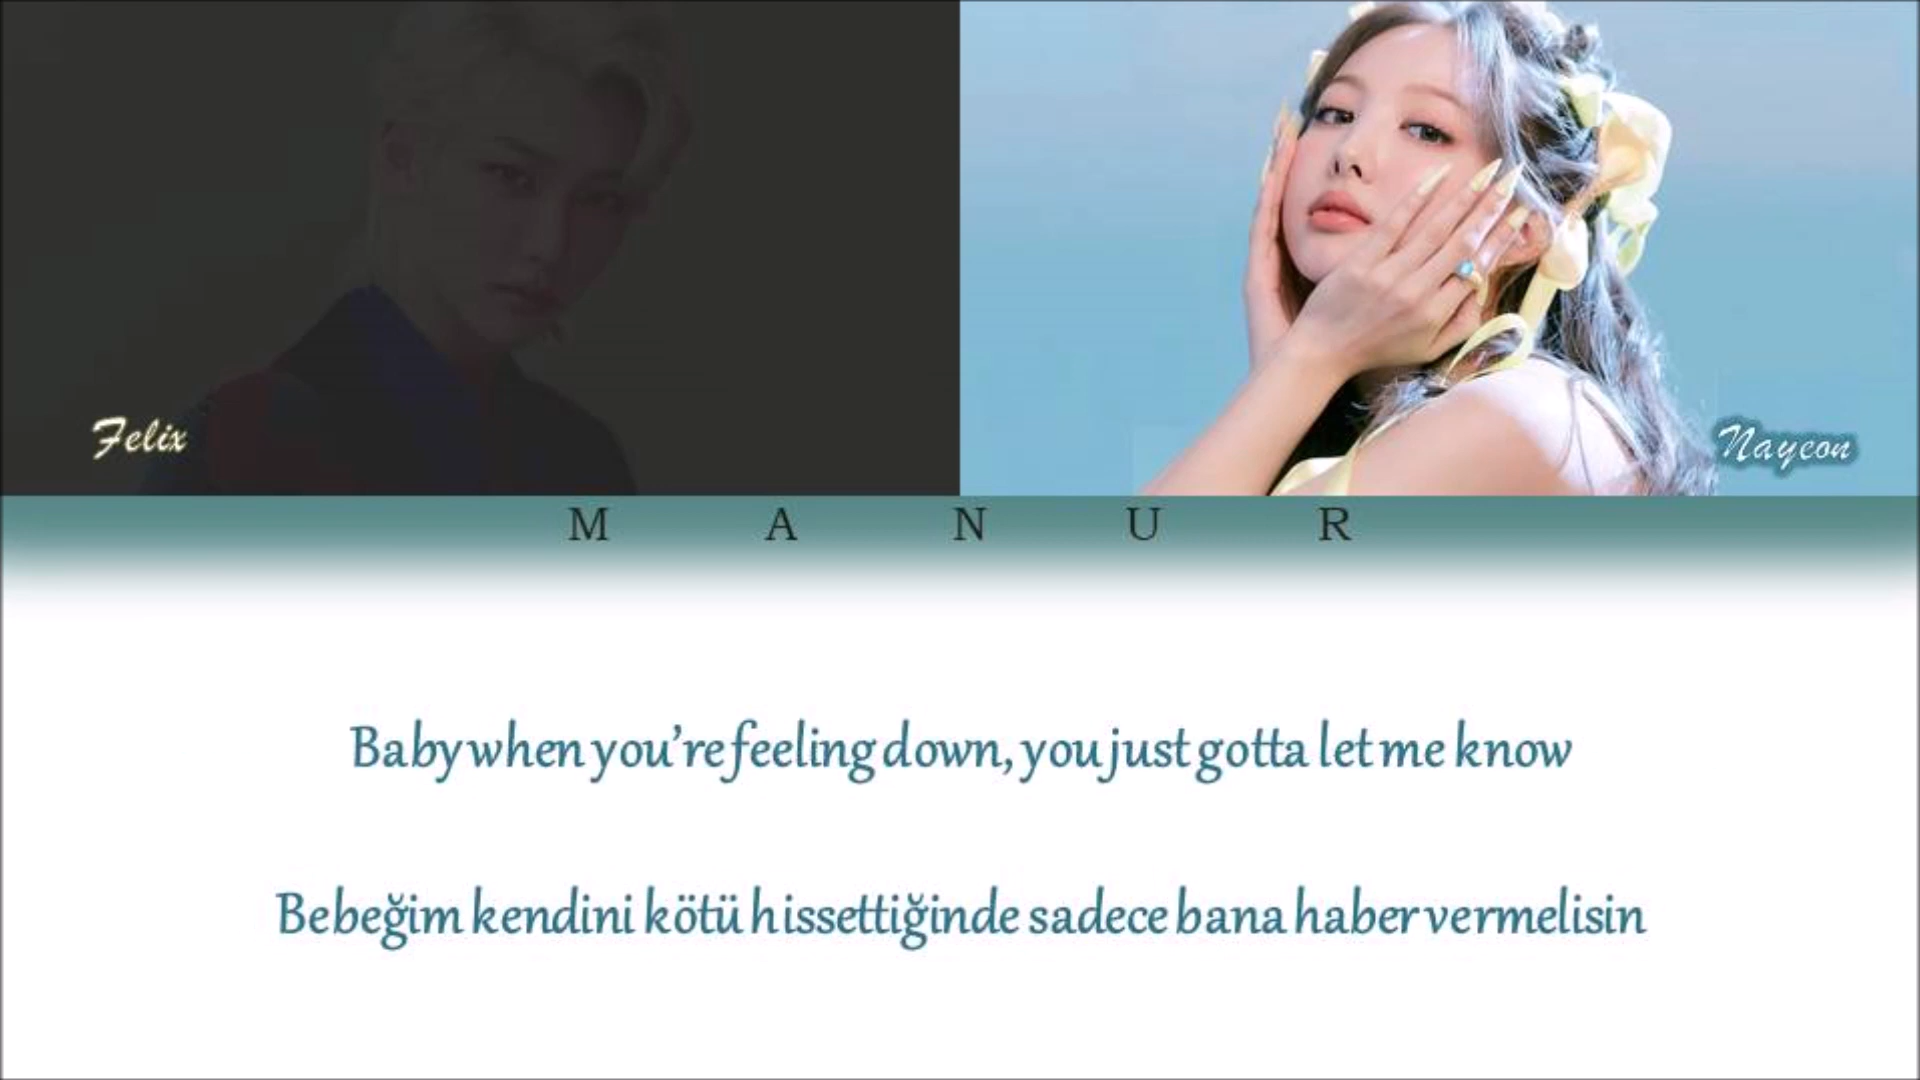 Felix
Nayeon
M A N U R
Baby when you're feeling down, you just gotta let me know
Bebeğim kendini kötü hissettiğinde sadece bana haber vermelisin